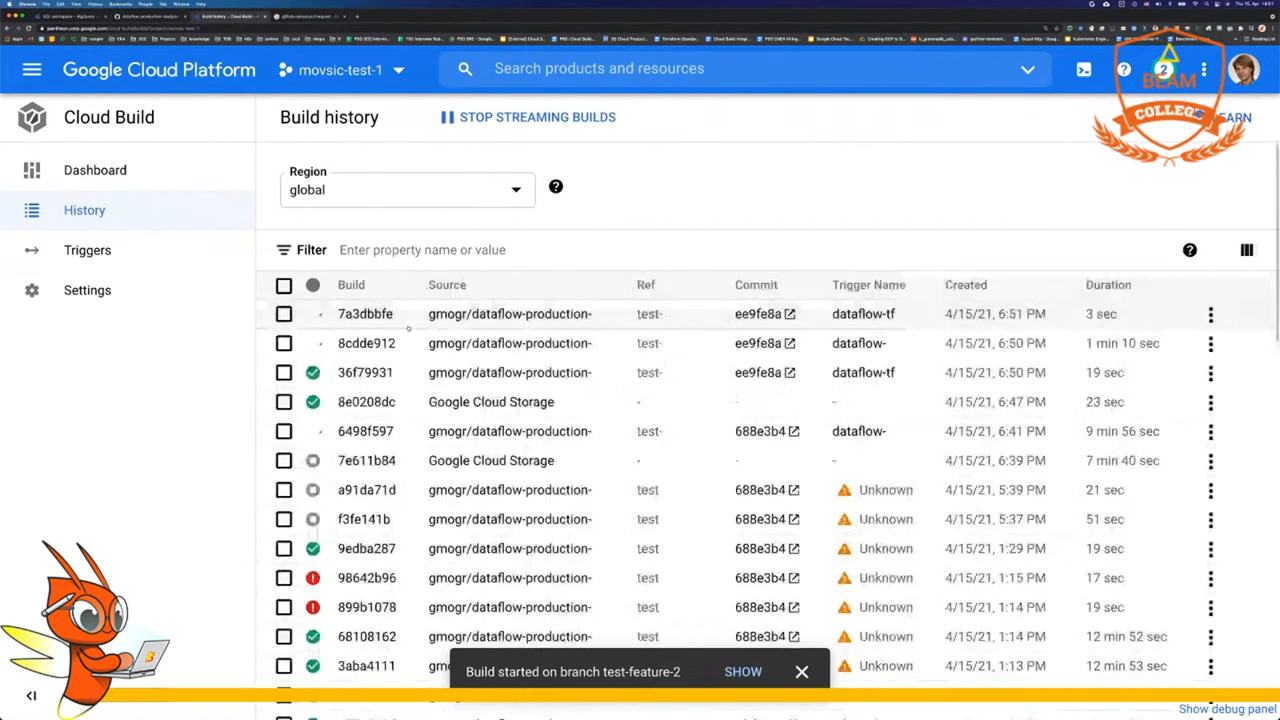 Google Cloud Platform
movsic-test-1
Search products and resources
2
BEAM
COLLEGE
LEARN
Cloud Build
Build history
STOP STREAMING BUILDS
Dashboard
History
Triggers
Settings
Region
global
Filter
Enter property name or value
Build Source Ref Commit Trigger Name Created Duration
7a3dbbfe gmogr/dataflow-production- test- ee9fe8a dataflow-tf 4/15/21, 6:51 PM 3 sec
8cdde912 gmogr/dataflow-production- test- ee9fe8a dataflow- 4/15/21, 6:50 PM 1 min 10 sec
36f79931 gmogr/dataflow-production- test- ee9fe8a dataflow-tf 4/15/21, 6:50 PM 19 sec
8e0208dc Google Cloud Storage - - - 4/15/21, 6:47 PM 23 sec
6498f597 gmogr/dataflow-production- test- 688e3b4 dataflow- 4/15/21, 6:41 PM 9 min 56 sec
7e611b84 Google Cloud Storage - - - 4/15/21, 6:39 PM 7 min 40 sec
a91da71d gmogr/dataflow-production- test 688e3b4 Unknown 4/15/21, 5:39 PM 21 sec
f3fe141b gmogr/dataflow-production- test 688e3b4 Unknown 4/15/21, 5:37 PM 51 sec
9edba287 gmogr/dataflow-production- test 688e3b4 Unknown 4/15/21, 1:29 PM 19 sec
98642b96 gmogr/dataflow-production- test 688e3b4 Unknown 4/15/21, 1:15 PM 17 sec
899b1078 gmogr/dataflow-production- test 688e3b4 Unknown 4/15/21, 1:14 PM 19 sec
68108162 gmogr/dataflow-production- test 688e3b4 Unknown 4/15/21, 1:14 PM 12 min 52 sec
3aba4111 Unknown 4/15/21, 1:13 PM 12 min 53 sec
Build started on branch test-feature-2 SHOW
Show debug panel